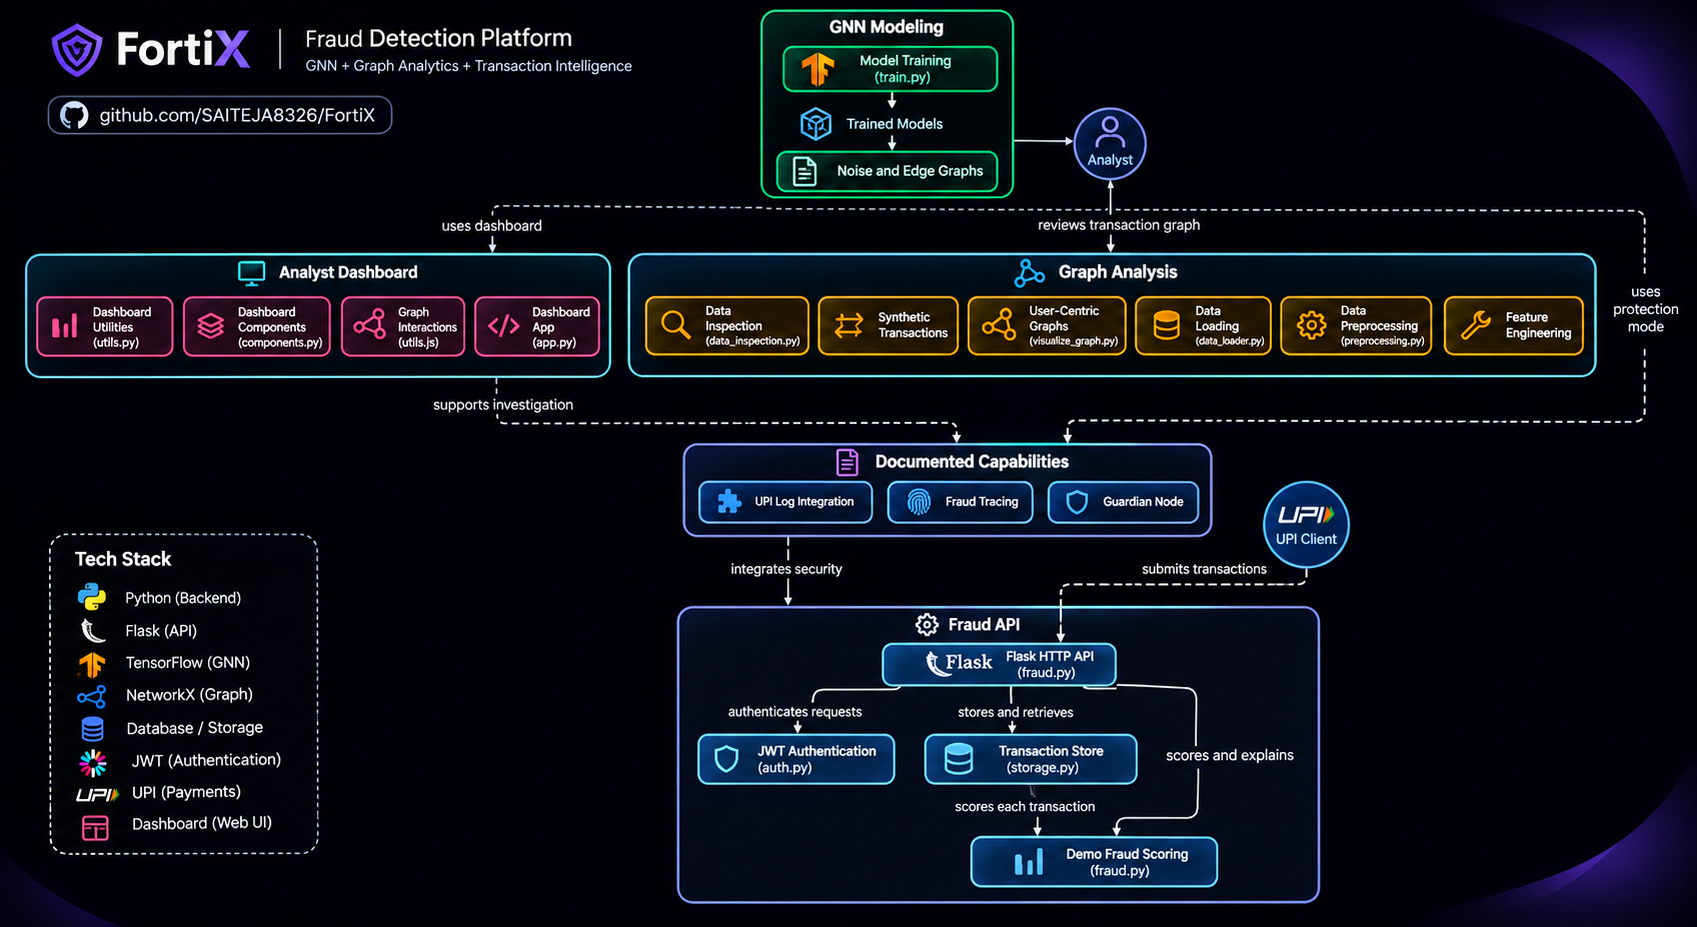 FortiX
Fraud Detection Platform
GNN + Graph Analytics + Transaction Intelligence
github.com/SAITEJA8326/FortiX
GNN Modeling
Model Training
(train.py)
Trained Models
Noise and Edge Graphs
Analyst
uses dashboard
reviews transaction graph
uses
protection
mode
Analyst Dashboard
Dashboard
Utilities
(utils.py)
Dashboard
Components
(components.py)
Graph
Interactions
(utils.js)
Dashboard
App
(app.py)
Graph Analysis
Data
Inspection
(data_inspection.py)
Synthetic
Transactions
User-Centric
Graphs
(visualize_graph.py)
Data
Loading
(data_loader.py)
Data
Preprocessing
(preprocessing.py)
Feature
Engineering
supports investigation
Documented Capabilities
UPI Log Integration
Fraud Tracing
Guardian Node
UPI
UPI Client
integrates security
submits transactions
Fraud API
Flask
Flask HTTP API
(fraud.py)
authenticates requests
stores and retrieves
scores and explains
JWT Authentication
(auth.py)
Transaction Store
(storage.py)
scores each transaction
Demo Fraud Scoring
(fraud.py)
Tech Stack
Python (Backend)
Flask (API)
TensorFlow (GNN)
NetworkX (Graph)
Database / Storage
JWT (Authentication)
UPI UPI (Payments)
Dashboard (Web UI)